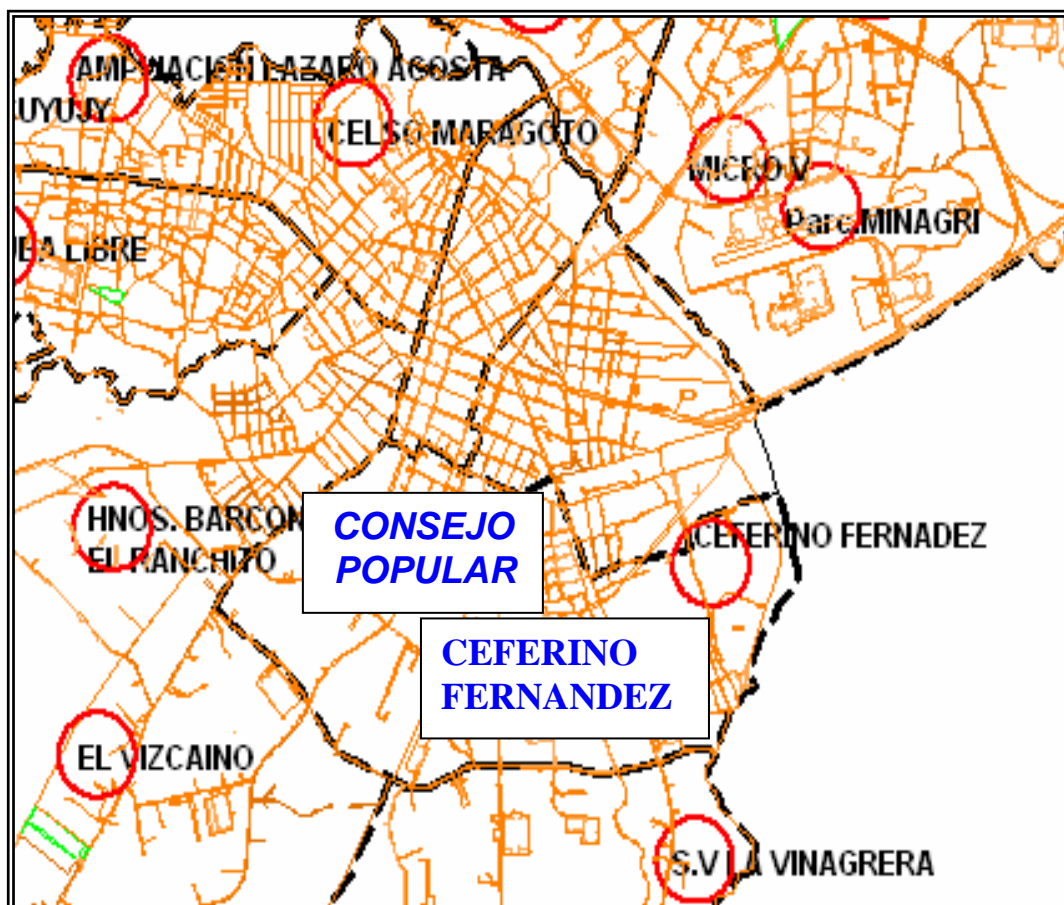 AMPLIACION LAZARO ACOSTA
CUYUJY
CELSO MARAGOTO
MICRO V
Parc.MINAGRI
LIBRE
HNOS. BARCON
EL RANCHITO
CONSEJO
POPULAR
CEFERINO FERNADEZ
CEFERINO
FERNANDEZ
EL VIZCAINO
S.V LA VINAGRERA